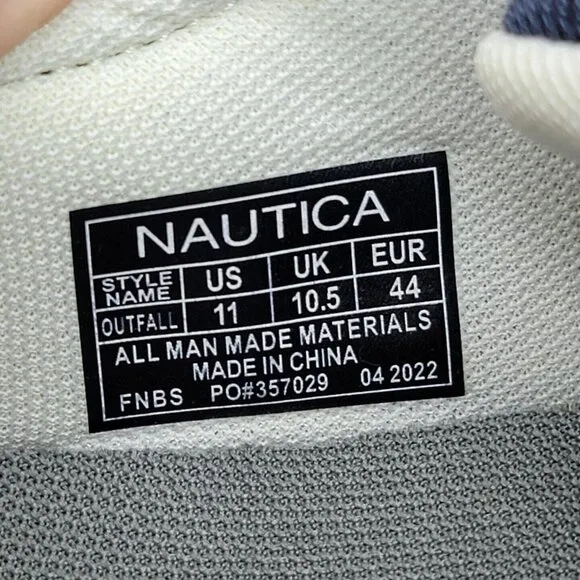 NAUTICA
STYLE NAME US UK EUR
OUTFALL 11 10.5 44
ALL MAN MADE MATERIALS
MADE IN CHINA
FNBS PO#357029 04 2022